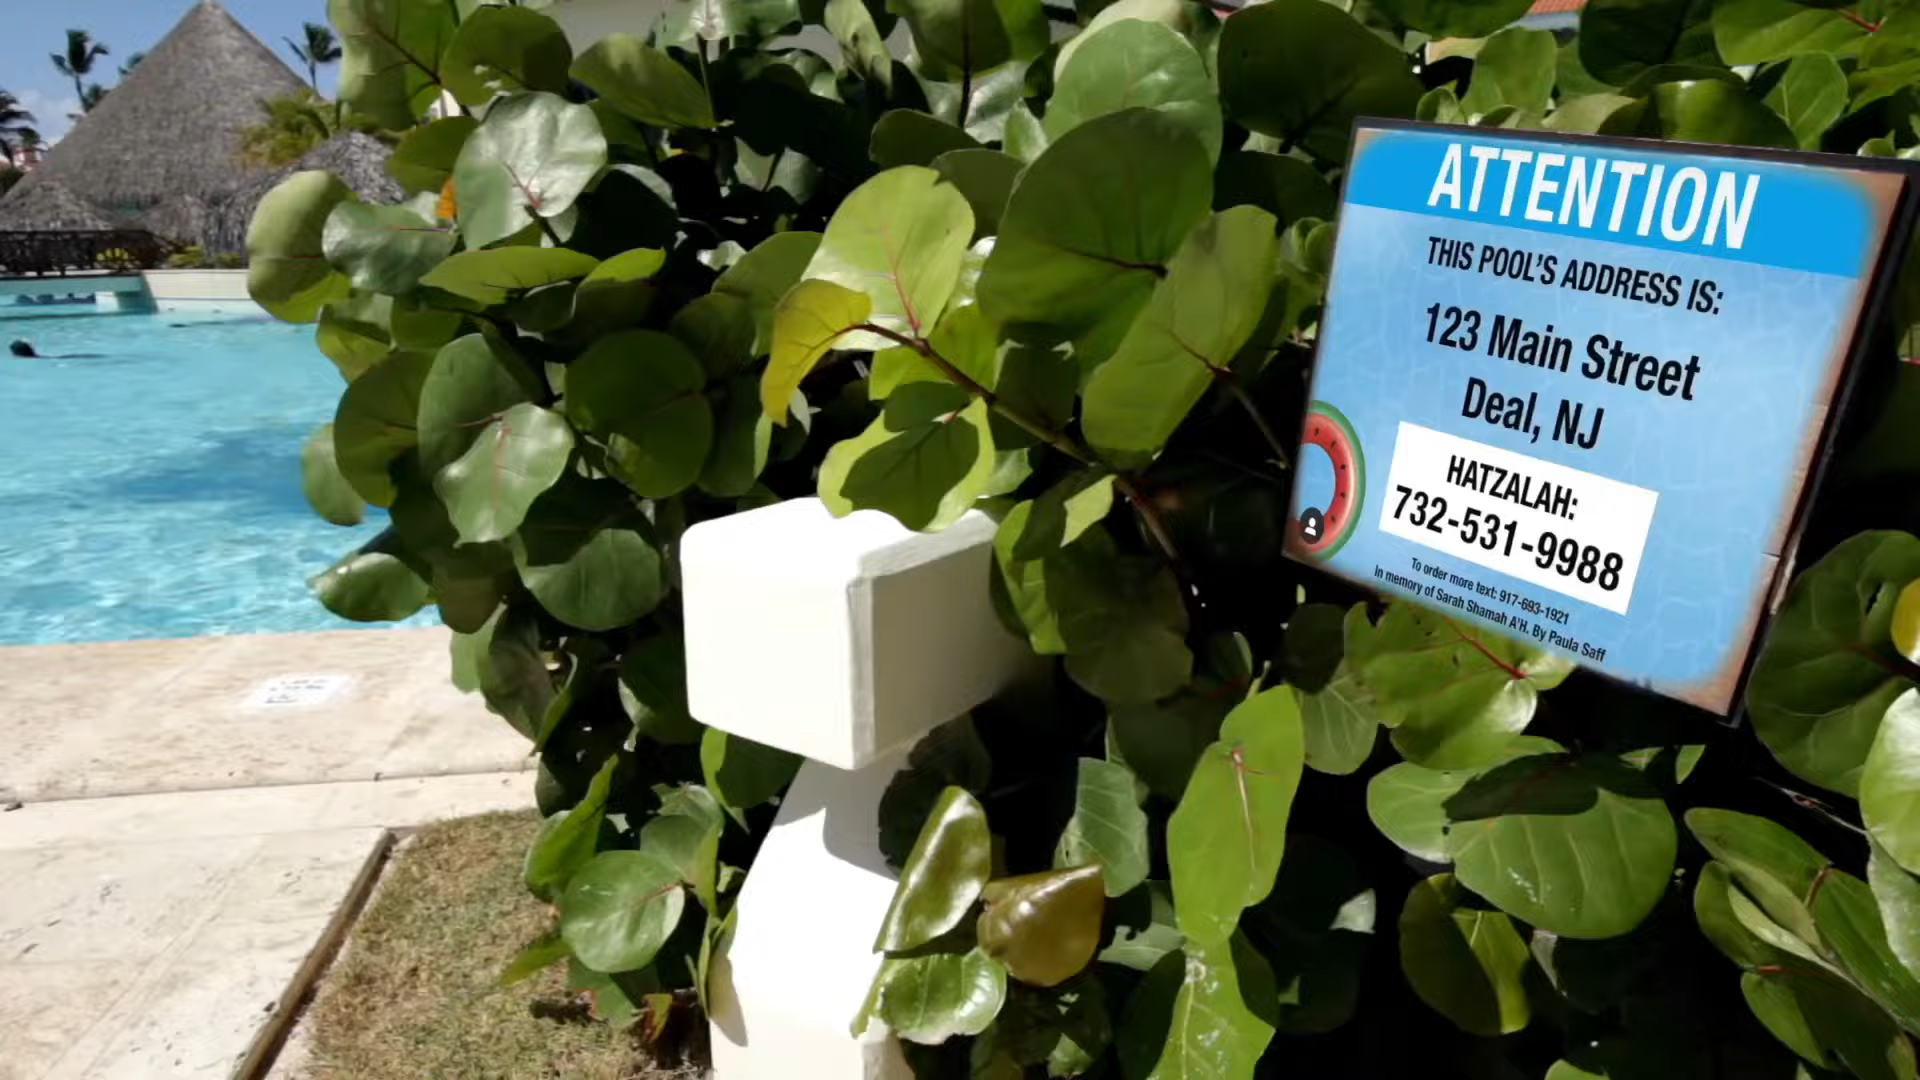 ATTENTION
THIS POOL'S ADDRESS IS:
123 Main Street
Deal, NJ
HATZALAH:
732-531-9988
To order more text: 917-693-1921
In memory of Sarah Shamah A'H. By Paula Saff